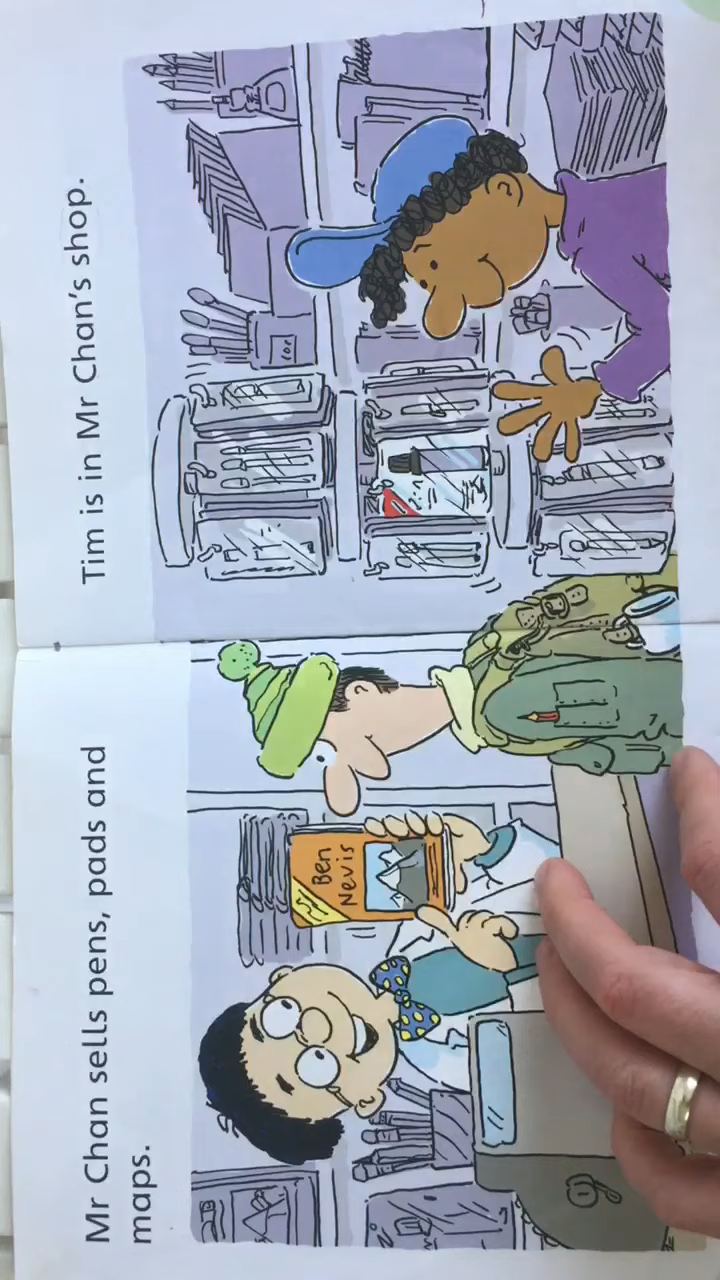 Mr Chan sells pens, pads and
maps.
Ben
Nevis
Tim is in Mr Chan's shop.